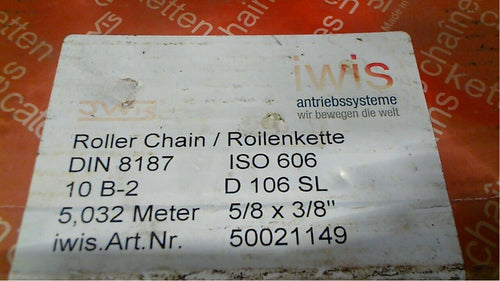 iwis
antriebssysteme
wir bewegen die welt
JWIS
Roller Chain / Rollenkette
DIN 8187 ISO 606
10 B-2 D 106 SL
5,032 Meter 5/8 x 3/8"
iwis.Art.Nr. 50021149